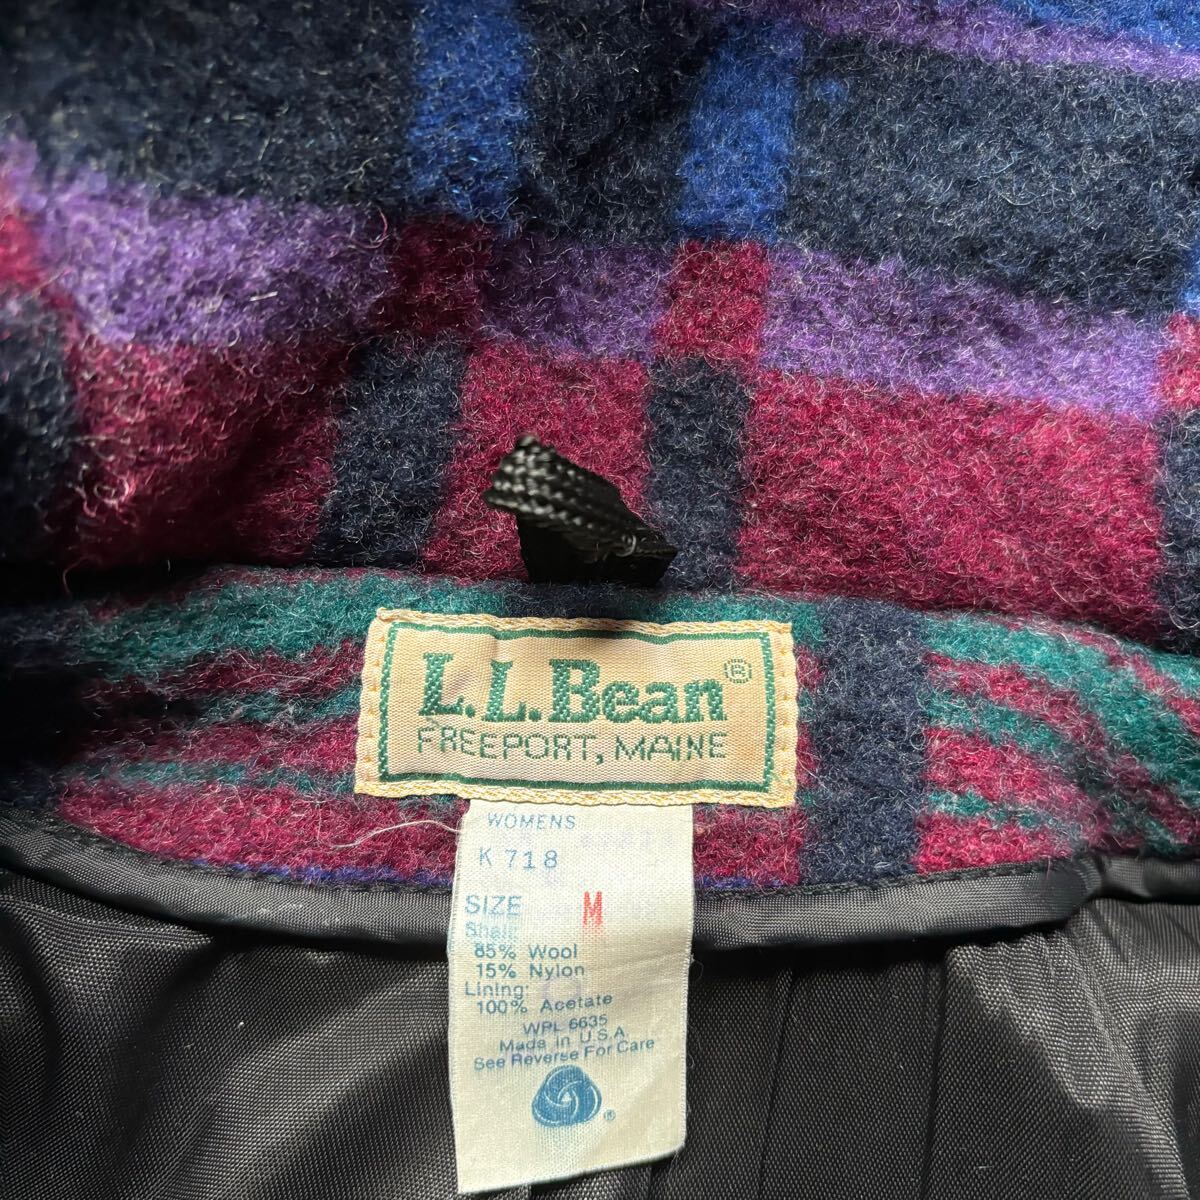 L.L.Bean®
FREEPORT, MAINE
WOMENS
K 718
SIZE M
Shell:
85% Wool
15% Nylon
Lining:
100% Acetate
WPL 6635
Made in U.S.A.
See Reverse For Care
®